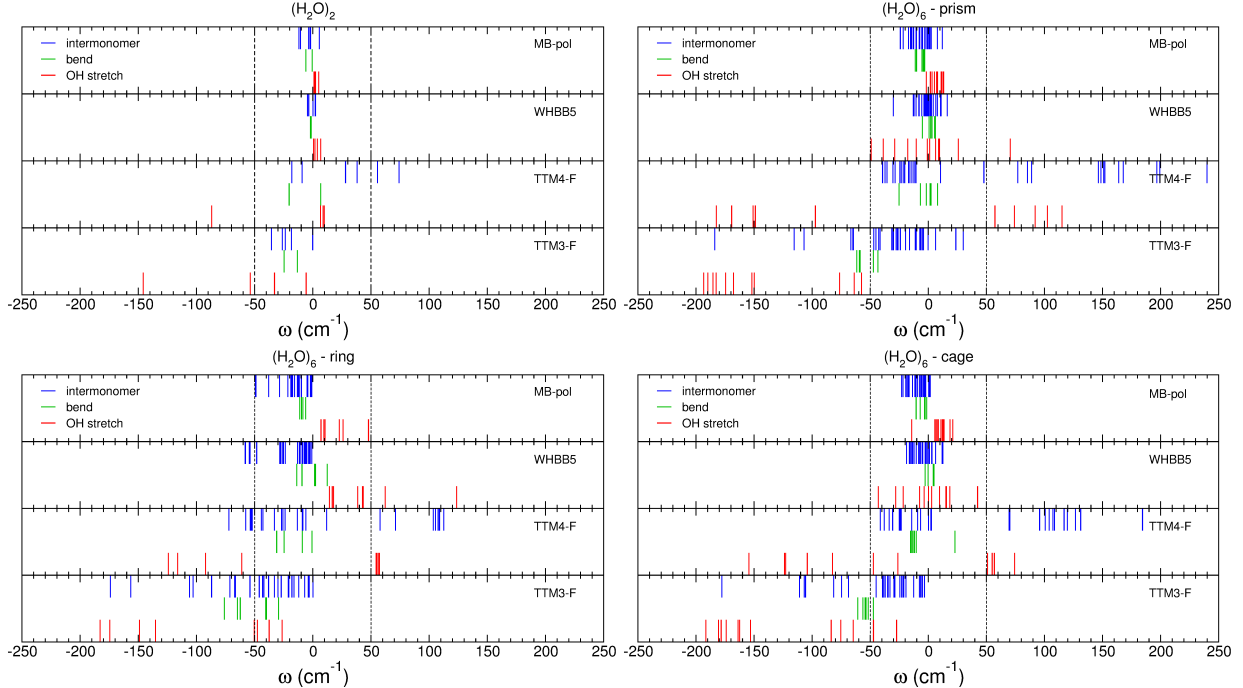 (H2O)2
intermonomer
bend
OH stretch
MB-pol
WHBB5
TTM4-F
TTM3-F
-250 -200 -150 -100 -50 0 50 100 150 200 250
ω (cm-1)
(H2O)6 - prism
intermonomer
bend
OH stretch
MB-pol
WHBB5
TTM4-F
TTM3-F
-250 -200 -150 -100 -50 0 50 100 150 200 250
ω (cm-1)
(H2O)6 - ring
intermonomer
bend
OH stretch
MB-pol
WHBB5
TTM4-F
TTM3-F
-250 -200 -150 -100 -50 0 50 100 150 200 250
ω (cm-1)
(H2O)6 - cage
intermonomer
bend
OH stretch
MB-pol
WHBB5
TTM4-F
TTM3-F
-250 -200 -150 -100 -50 0 50 100 150 200 250
ω (cm-1)